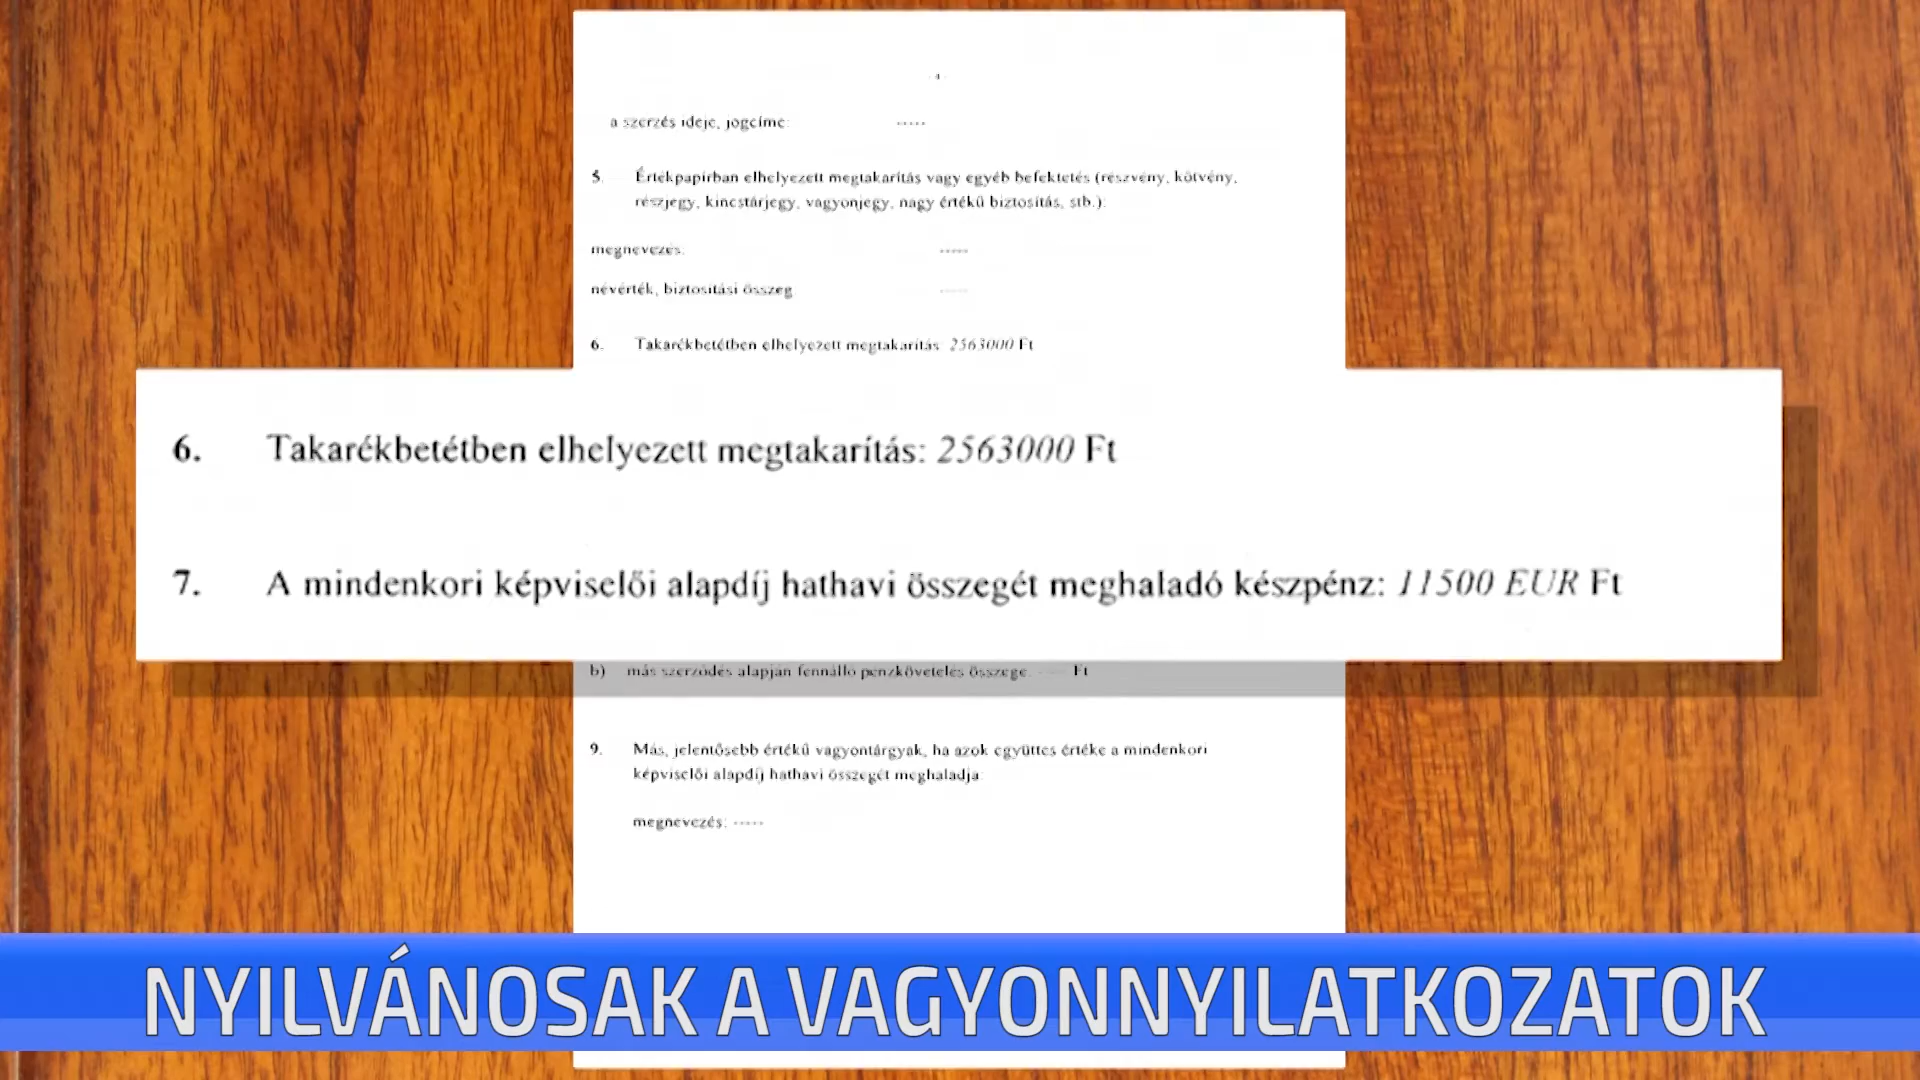 4
a szerzés ideje, jogcíme: -----
5. Értékpapírban elhelyezett megtakarítás vagy egyéb befektetés (részvény, kötvény,
részjegy, kincstárjegy, vagyonjegy, nagy értékű biztosítás, stb.):
megnevezés: -----
névérték, biztosítási összeg -----
6. Takarékbetétben elhelyezett megtakarítás 2563000 Ft
6. Takarékbetétben elhelyezett megtakarítás: 2563000 Ft
7. A mindenkori képviselői alapdíj hathavi összegét meghaladó készpénz: 11500 EUR Ft
b) más szerződés alapján fennálló pénzkövetelés összege: ----- Ft
9. Más, jelentősebb értékű vagyontárgyak, ha azok együttes értéke a mindenkori
képviselői alapdíj hathavi összegét meghaladja:
megnevezés: -----
NYILVÁNOSAK A VAGYONNYILATKOZATOK